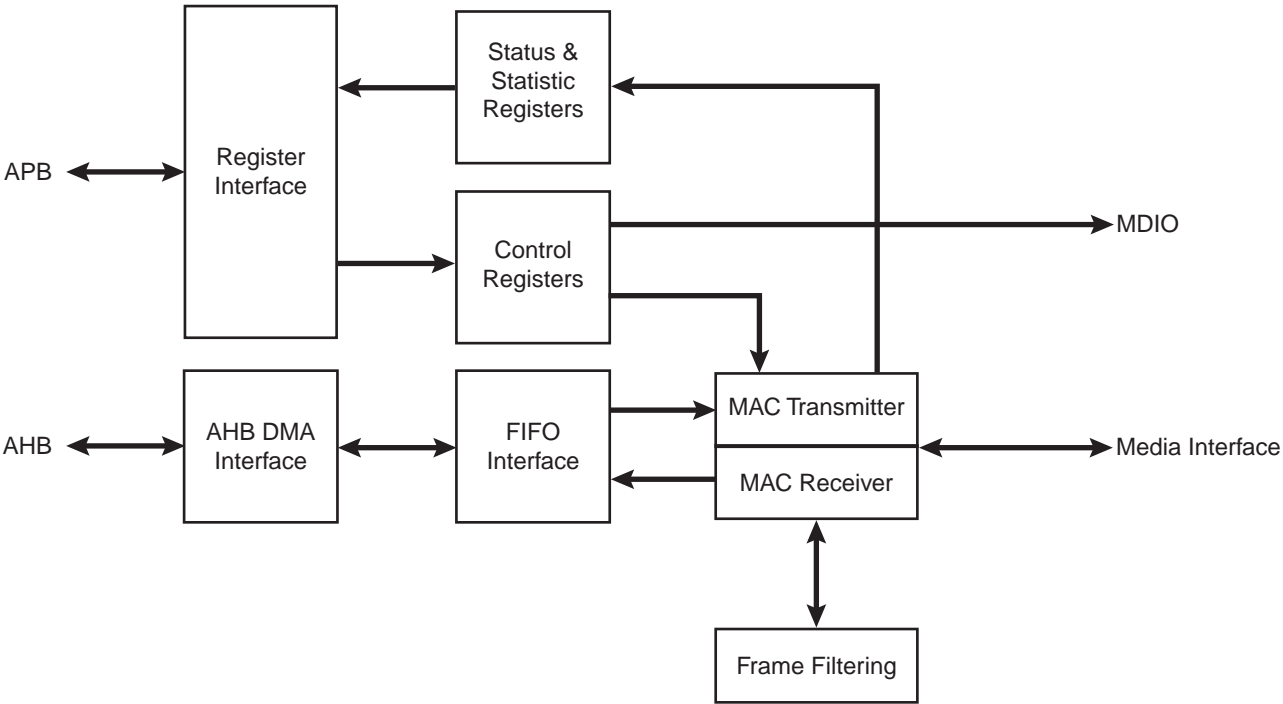 Status &
Statistic
Registers
Register
Interface
APB
MDIO
Control
Registers
MAC Transmitter
AHB
AHB DMA
Interface
FIFO
Interface
Media Interface
MAC Receiver
Frame Filtering